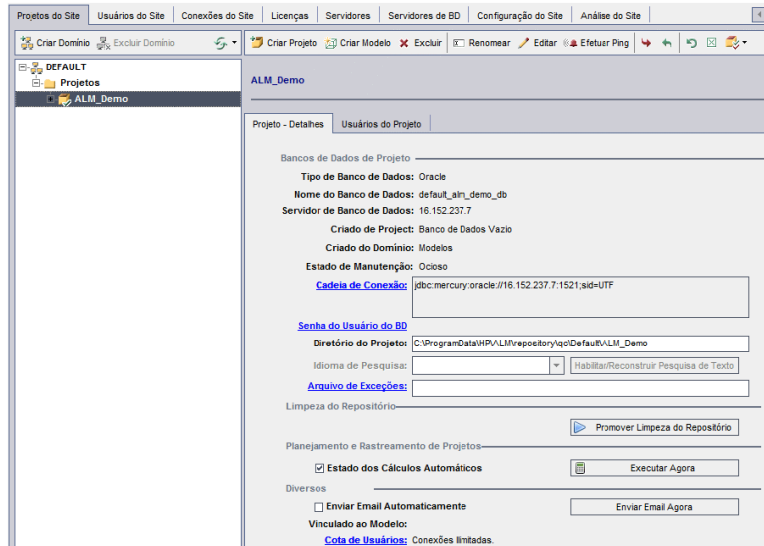 Projetos do Site Usuários do Site Conexões do Site Licenças Servidores Servidores de BD Configuração do Site Análise do Site
Criar Domínio Excluir Domínio Criar Projeto Criar Modelo Excluir Renomear Editar Efetuar Ping
DEFAULT
Projetos
ALM_Demo
ALM_Demo
Projeto - Detalhes Usuários do Projeto
Bancos de Dados de Projeto
Tipo de Banco de Dados: Oracle
Nome do Banco de Dados: default_alm_demo_db
Servidor de Banco de Dados: 16.152.237.7
Criado de Project: Banco de Dados Vazio
Criado do Domínio: Modelos
Estado de Manutenção: Ocioso
Cadeia de Conexão: jdbc:mercury:oracle://16.152.237.7:1521;sid=UTF
Senha do Usuário do BD
Diretório do Projeto: C:\ProgramData\HP\ALM\repository\qc\Default\ALM_Demo
Idioma de Pesquisa: Habilitar/Reconstruir Pesquisa de Texto
Arquivo de Exceções:
Limpeza do Repositório
Promover Limpeza do Repositório
Planejamento e Rastreamento de Projetos
Estado dos Cálculos Automáticos Executar Agora
Diversos
Enviar Email Automaticamente Enviar Email Agora
Vinculado ao Modelo:
Cota de Usuários: Conexões Ilimitadas.